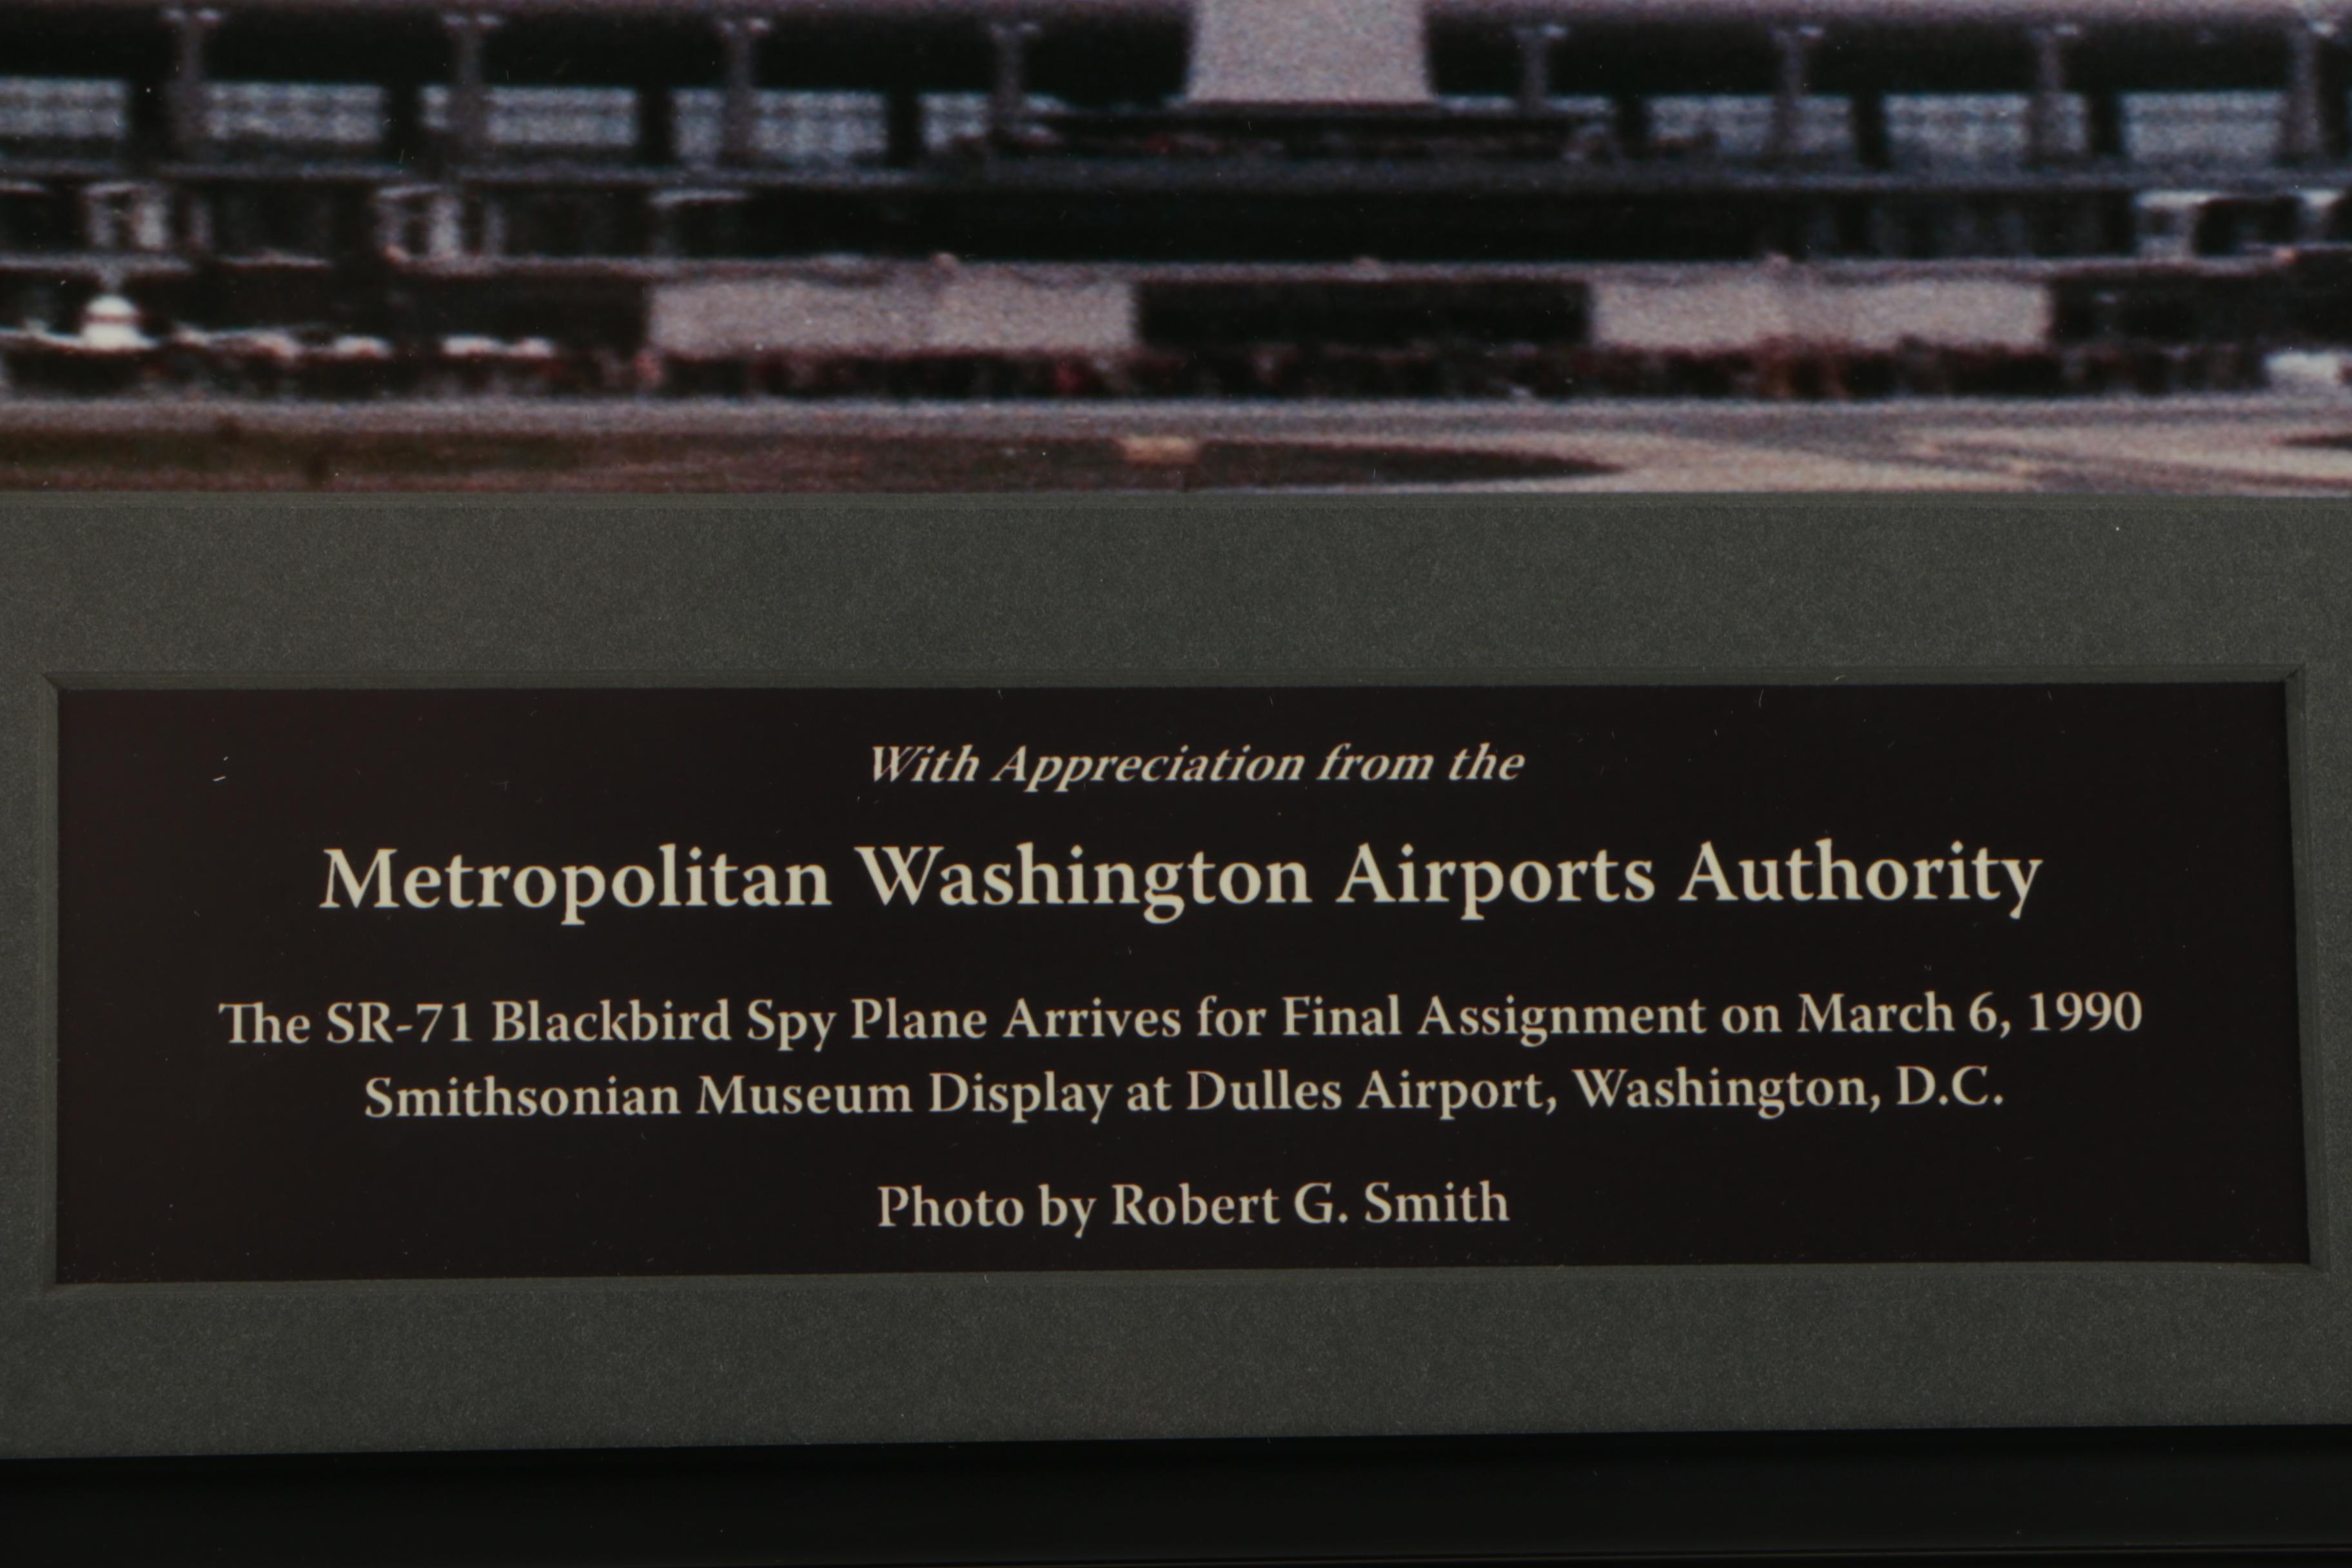 With Appreciation from the
Metropolitan Washington Airports Authority
The SR-71 Blackbird Spy Plane Arrives for Final Assignment on March 6, 1990
Smithsonian Museum Display at Dulles Airport, Washington, D.C.
Photo by Robert G. Smith